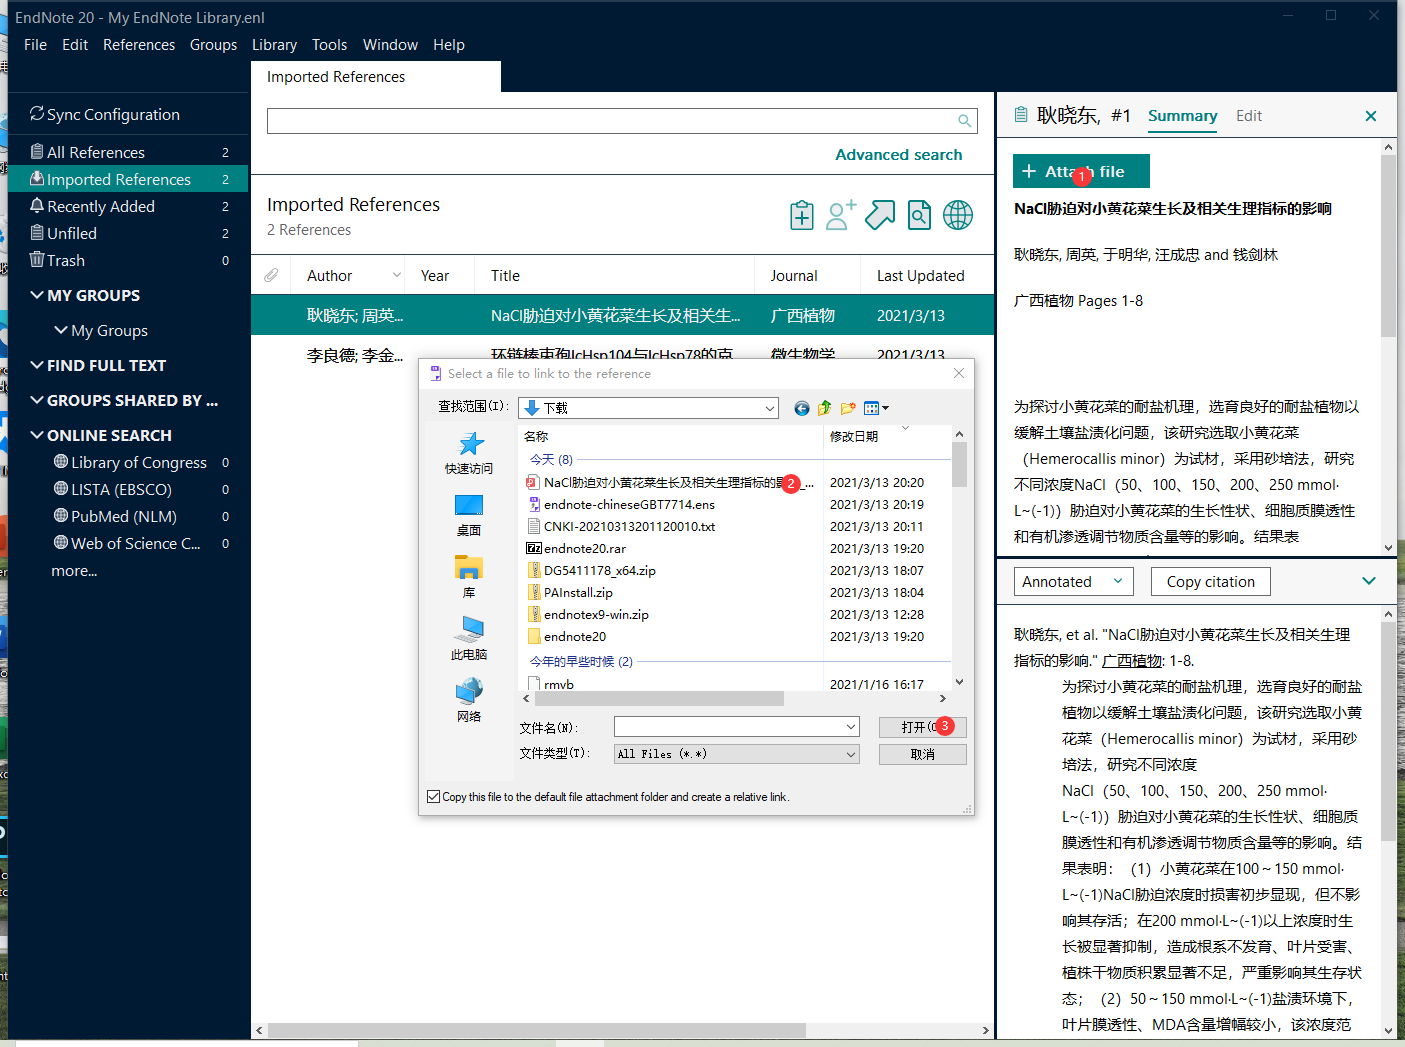 EndNote 20 - My EndNote Library.enl
File Edit References Groups Library Tools Window Help
Imported References
Sync Configuration
All References 2
Imported References 2
Recently Added 2
Unfiled 2
Trash 0
MY GROUPS
My Groups
FIND FULL TEXT
GROUPS SHARED BY ...
ONLINE SEARCH
Library of Congress 0
LISTA (EBSCO) 0
PubMed (NLM) 0
Web of Science C... 0
more...
Advanced search
Imported References
2 References
Author Year Title Journal Last Updated
耿晓东; 周英... NaCl胁迫对小黄花菜生长及相关生... 广西植物 2021/3/13
李良德; 李金... 环链棒束孢IcHsp104与IcHsp78的克 微生物学 2021/3/13
Select a file to link to the reference
查找范围(I): 下载
快速访问
桌面
库
此电脑
网络
名称 修改日期
今天 (8)
NaCl胁迫对小黄花菜生长及相关生理指标的 2 _... 2021/3/13 20:20
endnote-chineseGBT7714.ens 2021/3/13 20:19
CNKI-20210313201120010.txt 2021/3/13 20:11
endnote20.rar 2021/3/13 19:20
DG5411178_x64.zip 2021/3/13 18:07
PAInstall.zip 2021/3/13 18:04
endnotex9-win.zip 2021/3/13 12:28
endnote20 2021/3/13 19:20
今年的早些时候 (2)
rmvb 2021/1/16 16:17
文件名(N): 打开(O 3
文件类型(T): All Files (*.*) 取消
Copy this file to the default file attachment folder and create a relative link.
耿晓东, #1 Summary Edit
+ Attach file 1
NaCl胁迫对小黄花菜生长及相关生理指标的影响
耿晓东, 周英, 于明华, 汪成忠 and 钱剑林
广西植物 Pages 1-8
为探讨小黄花菜的耐盐机理，选育良好的耐盐植物以
缓解土壤盐渍化问题，该研究选取小黄花菜
（Hemerocallis minor）为试材，采用砂培法，研究
不同浓度NaCl（50、100、150、200、250 mmol·
L~(-1)）胁迫对小黄花菜的生长性状、细胞质膜透性
和有机渗透调节物质含量等的影响。结果表
Annotated Copy citation
耿晓东, et al. "NaCl胁迫对小黄花菜生长及相关生理
指标的影响." 广西植物: 1-8.
为探讨小黄花菜的耐盐机理，选育良好的耐盐
植物以缓解土壤盐渍化问题，该研究选取小黄
花菜（Hemerocallis minor）为试材，采用砂
培法，研究不同浓度
NaCl（50、100、150、200、250 mmol·
L~(-1)）胁迫对小黄花菜的生长性状、细胞质
膜透性和有机渗透调节物质含量等的影响。结
果表明：（1）小黄花菜在100～150 mmol·
L~(-1)NaCl胁迫浓度时损害初步显现，但不影
响其存活；在200 mmol·L~(-1)以上浓度时生
长被显著抑制，造成根系不发育、叶片受害、
植株干物质积累显著不足，严重影响其生存状
态；（2）50～150 mmol·L~(-1)盐渍环境下，
叶片膜透性、MDA含量增幅较小，该浓度范